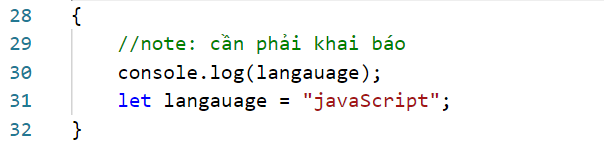 28 {
29 //note: cần phải khai báo
30 console.log(langauage);
31 let langauage = "javaScript";
32 }